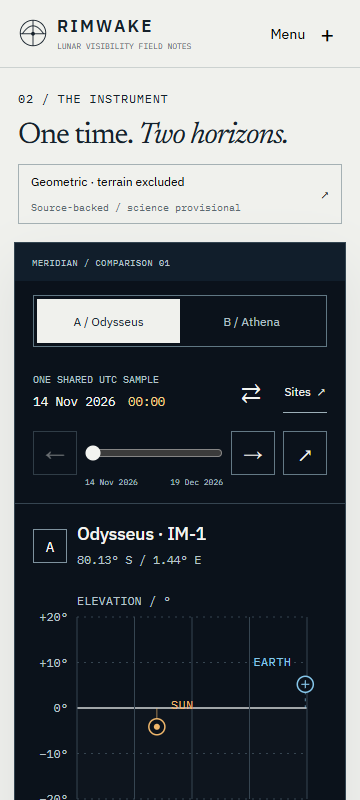 RIMWAKE
LUNAR VISIBILITY FIELD NOTES
Menu +
02 / THE INSTRUMENT
One time. Two horizons.
Geometric · terrain excluded
Source-backed / science provisional
↗
MERIDIAN / COMPARISON 01
A / Odysseus
B / Athena
ONE SHARED UTC SAMPLE
14 Nov 2026 00:00
⇄
Sites ↗
←
→
↗
14 Nov 2026
19 Dec 2026
A
Odysseus · IM-1
80.13° S / 1.44° E
ELEVATION / °
+20°
+10°
EARTH
0°
SUN
−10°
−20°